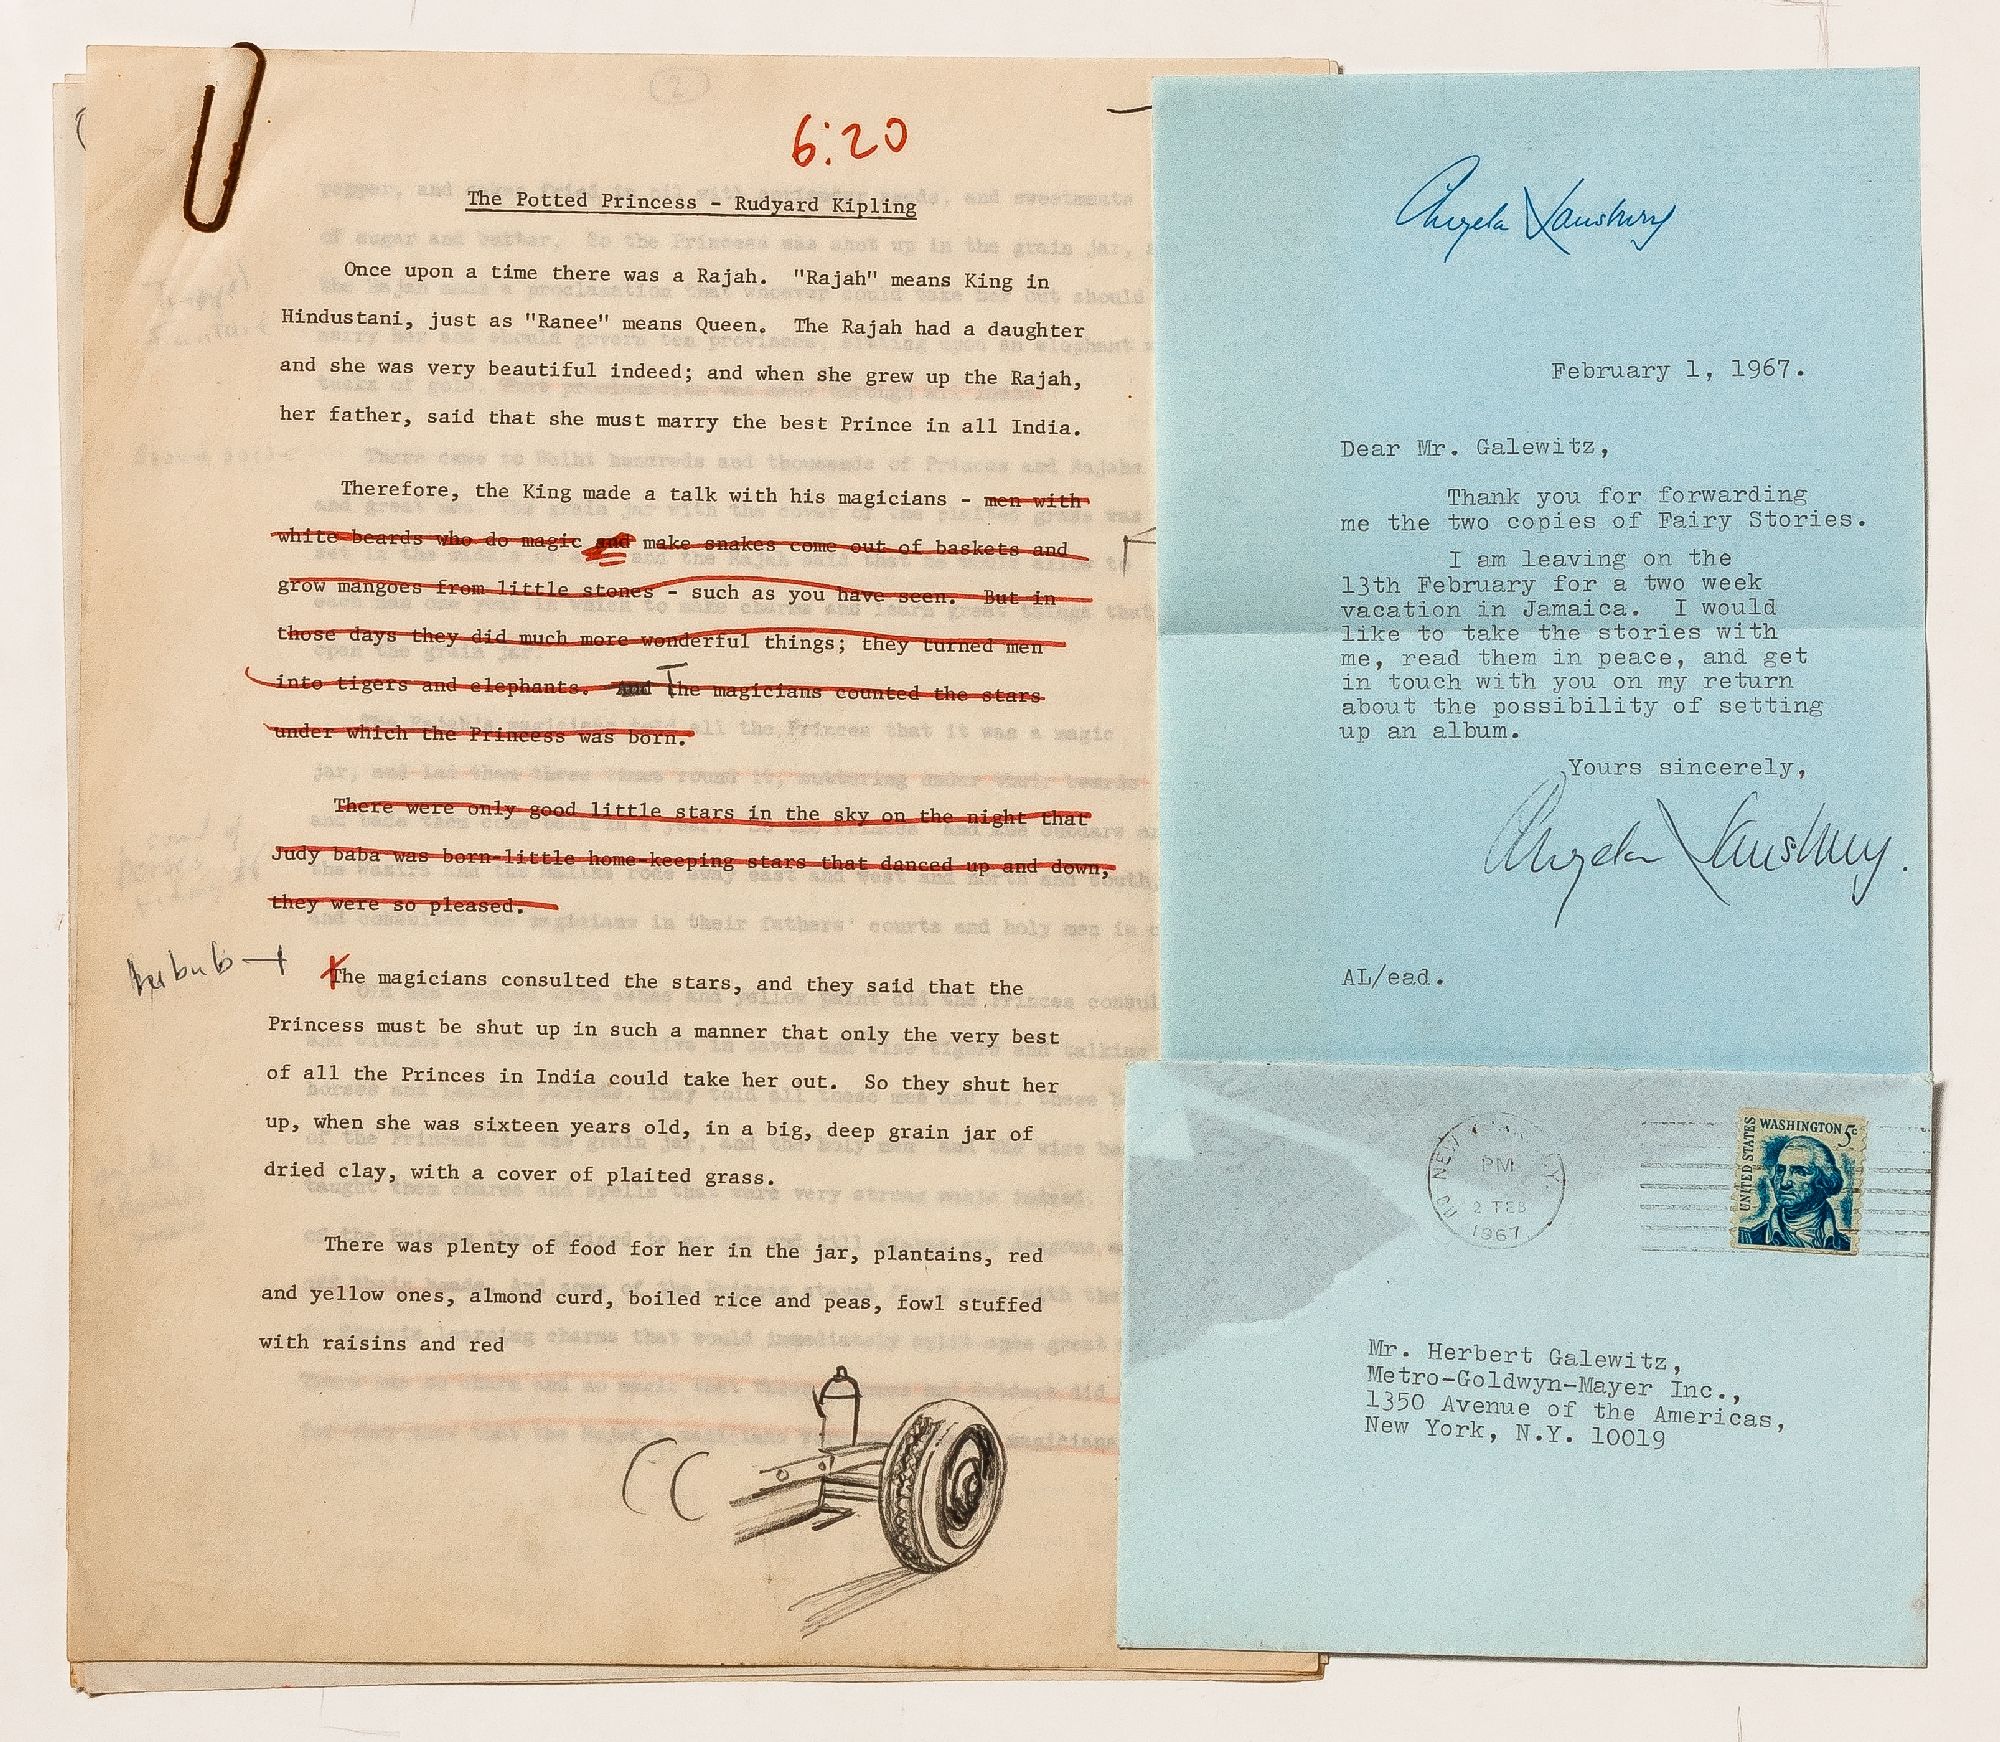 6:20
The Potted Princess - Rudyard Kipling
Once upon a time there was a Rajah. "Rajah" means King in
Hindustani, just as "Ranee" means Queen. The Rajah had a daughter
and she was very beautiful indeed; and when she grew up the Rajah,
her father, said that she must marry the best Prince in all India.
Therefore, the King made a talk with his magicians - men with
white beards who do magic and make snakes come out of baskets and
grow mangoes from little stones - such as you have seen. But in
those days they did much more wonderful things; they turned men
into tigers and elephants. And The magicians counted the stars
under which the Princess was born.
There were only good little stars in the sky on the night that
Judy baba was born-little home-keeping stars that danced up and down,
they were so pleased.
The magicians consulted the stars, and they said that the
Princess must be shut up in such a manner that only the very best
of all the Princes in India could take her out. So they shut her
up, when she was sixteen years old, in a big, deep grain jar of
dried clay, with a cover of plaited grass.
There was plenty of food for her in the jar, plantains, red
and yellow ones, almond curd, boiled rice and peas, fowl stuffed
with raisins and red
Angela Lansbury
February 1, 1967.
Dear Mr. Galewitz,
Thank you for forwarding
me the two copies of Fairy Stories.
I am leaving on the
13th February for a two week
vacation in Jamaica. I would
like to take the stories with
me, read them in peace, and get
in touch with you on my return
about the possibility of setting
up an album.
Yours sincerely,
Angela Lansbury.
AL/ead.
PM
2 FEB
1967
UNITED STATES
WASHINGTON 5c
Mr. Herbert Galewitz,
Metro-Goldwyn-Mayer Inc.,
1350 Avenue of the Americas,
New York, N.Y. 10019